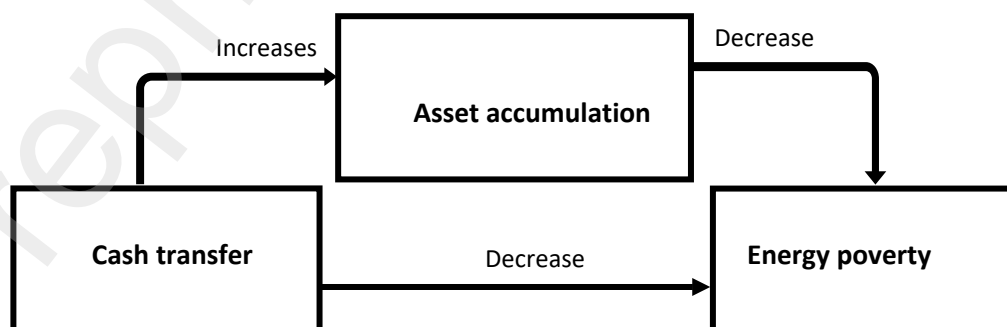 Increases
Decrease
Asset accumulation
Cash transfer
Decrease
Energy poverty